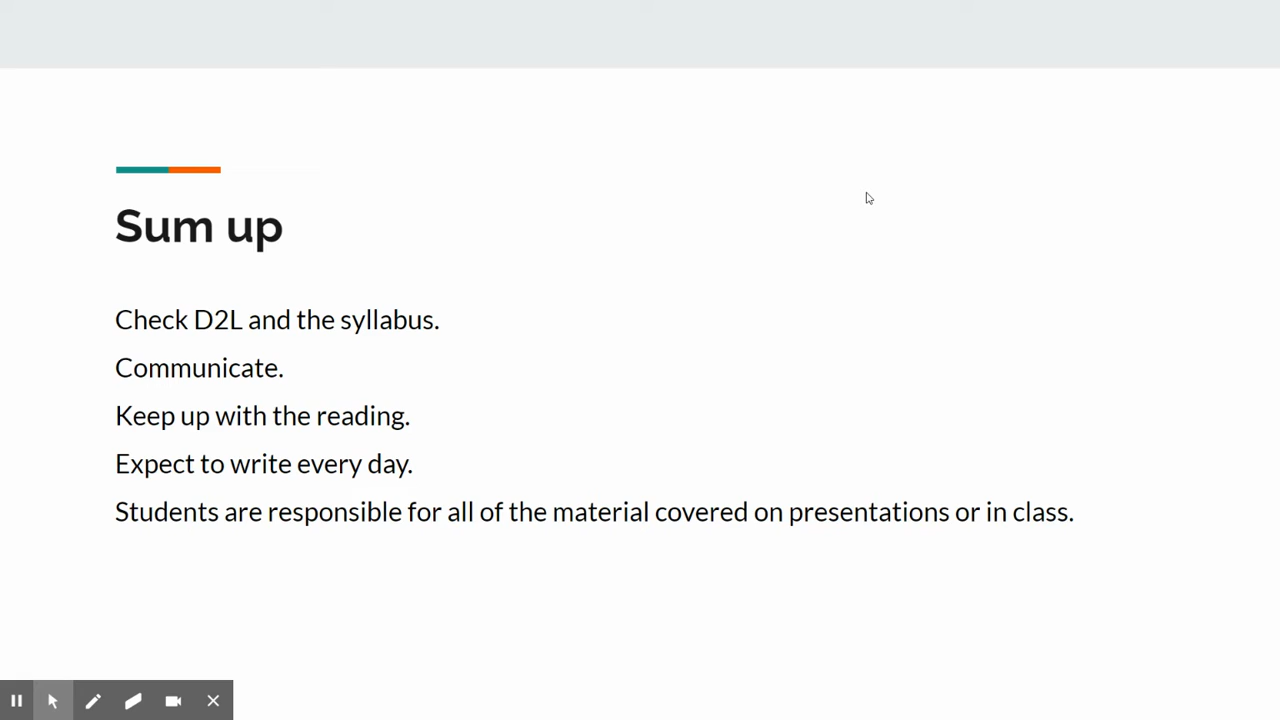 Sum up
Check D2L and the syllabus.
Communicate.
Keep up with the reading.
Expect to write every day.
Students are responsible for all of the material covered on presentations or in class.